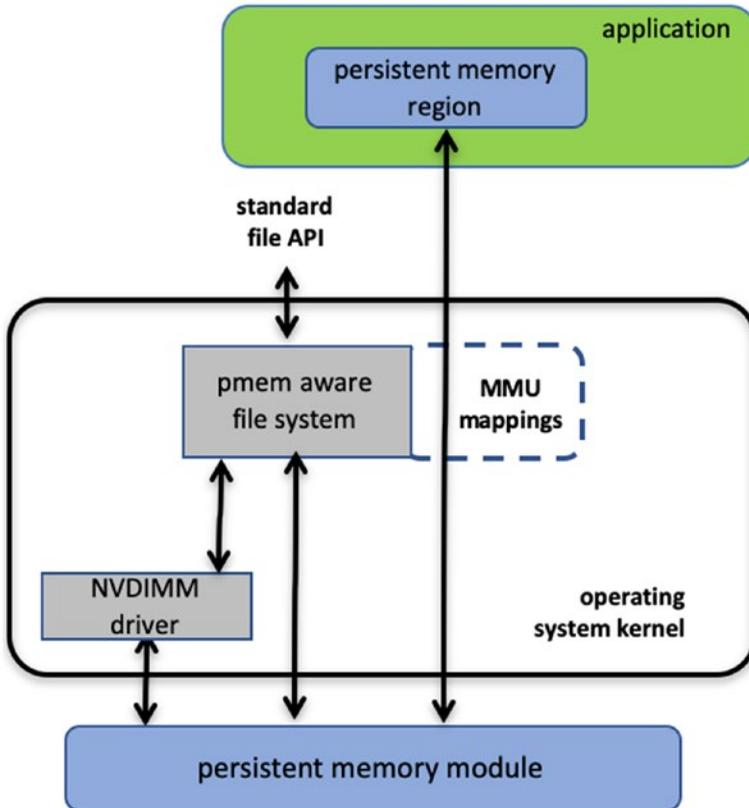 application
persistent memory
region
standard
file API
pmem aware
file system
MMU
mappings
NVDIMM
driver
operating
system kernel
persistent memory module